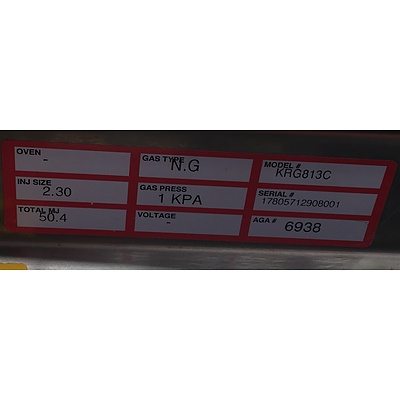 OVEN
-
GAS TYPE
N.G
MODEL #
KRG813C
INJ SIZE
2.30
GAS PRESS
1 KPA
SERIAL #
17805712908001
TOTAL MJ
50.4
VOLTAGE
-
AGA #
6938